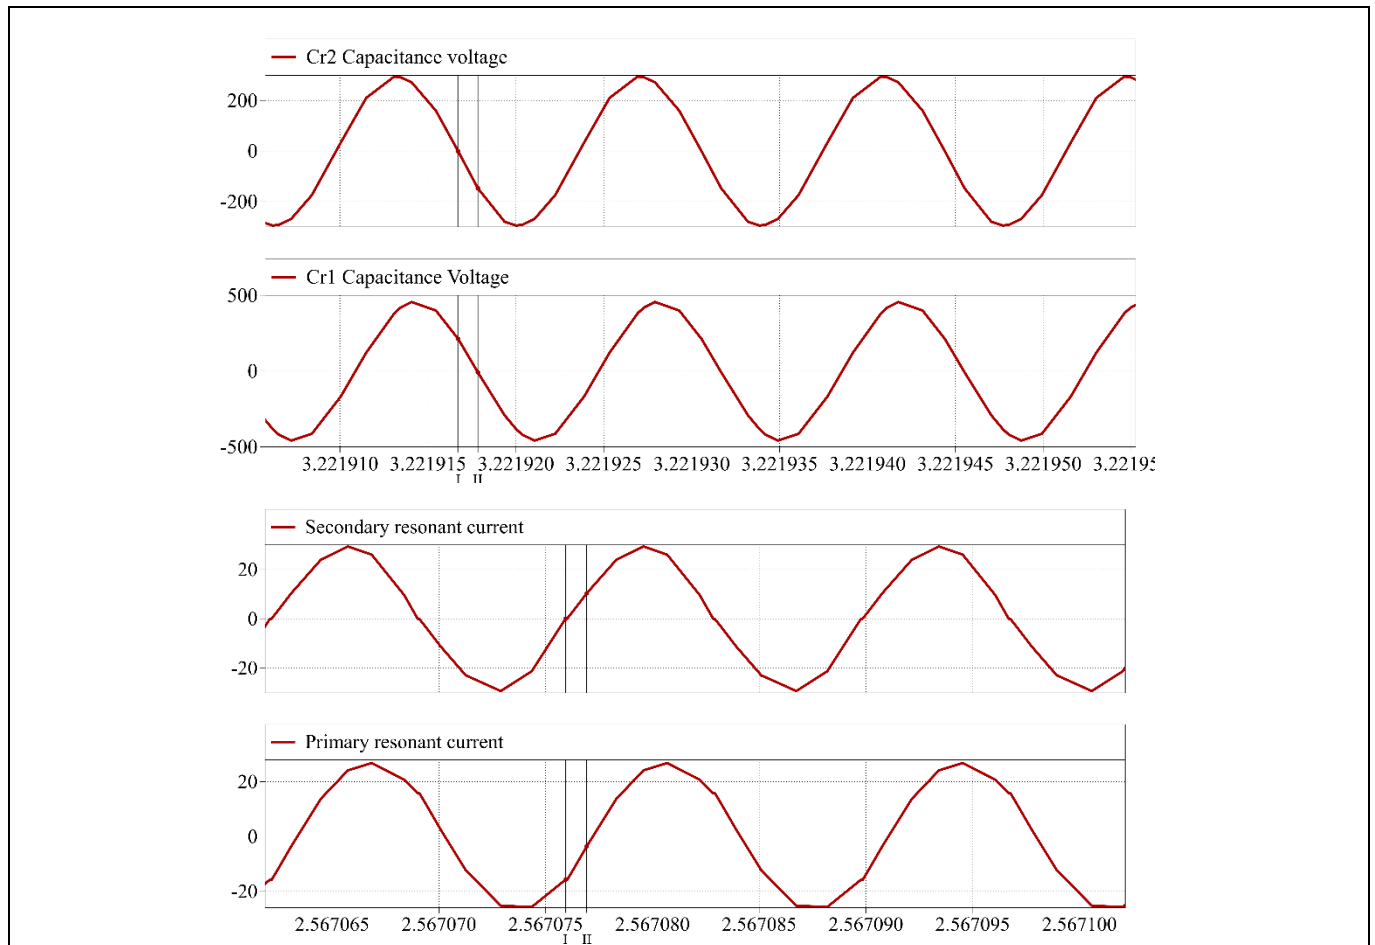 Cr2 Capacitance voltage
200
0
-200
Cr1 Capacitance Voltage
500
0
-500
3.221910 3.221915 3.221920 3.221925 3.221930 3.221935 3.221940 3.221945 3.221950 3.22195
I II
Secondary resonant current
20
0
-20
Primary resonant current
20
0
-20
2.567065 2.567070 2.567075 2.567080 2.567085 2.567090 2.567095 2.567100
I II